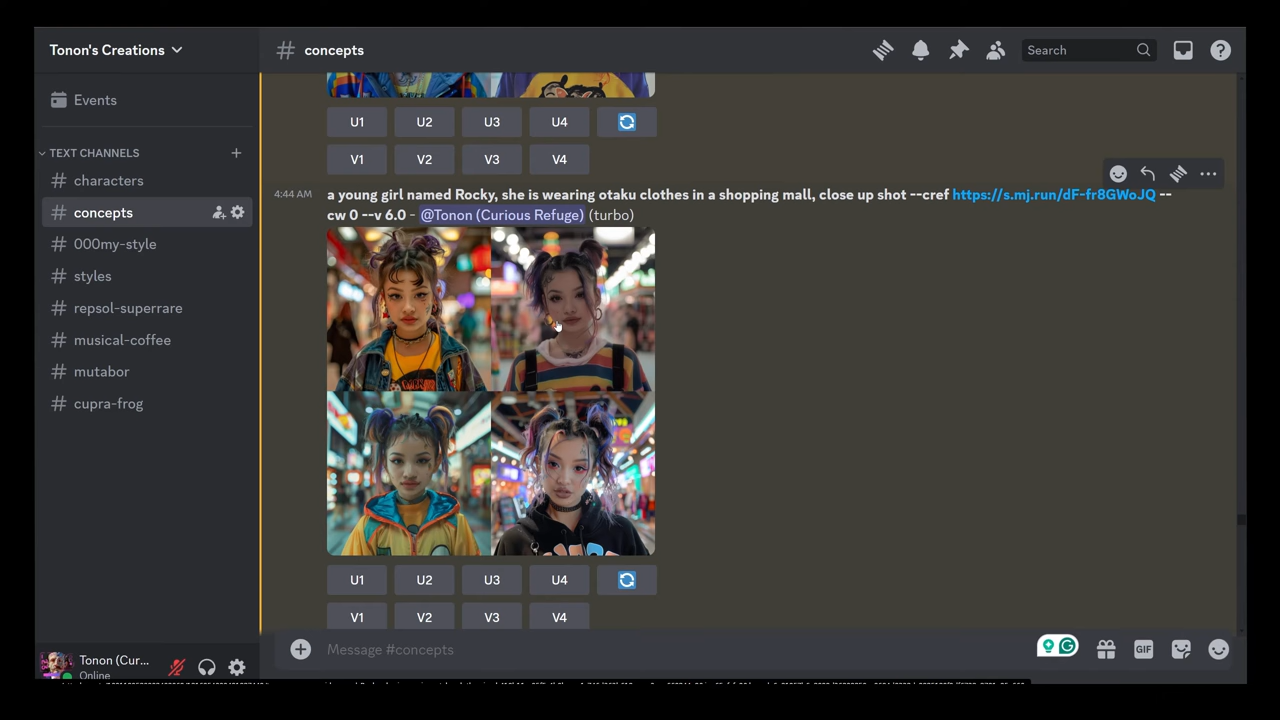 Tonon's Creations
# concepts
Search
Events
TEXT CHANNELS
# characters
# concepts
# 000my-style
# styles
# repsol-superrare
# musical-coffee
# mutabor
# cupra-frog
Tonon (Cur...
Online
U1 U2 U3 U4
V1 V2 V3 V4
4:44 AM a young girl named Rocky, she is wearing otaku clothes in a shopping mall, close up shot --cref https://s.mj.run/dF-fr8GWoJQ --
cw 0 --v 6.0 - @Tonon (Curious Refuge) (turbo)
U1 U2 U3 U4
V1 V2 V3 V4
Message #concepts
GIF